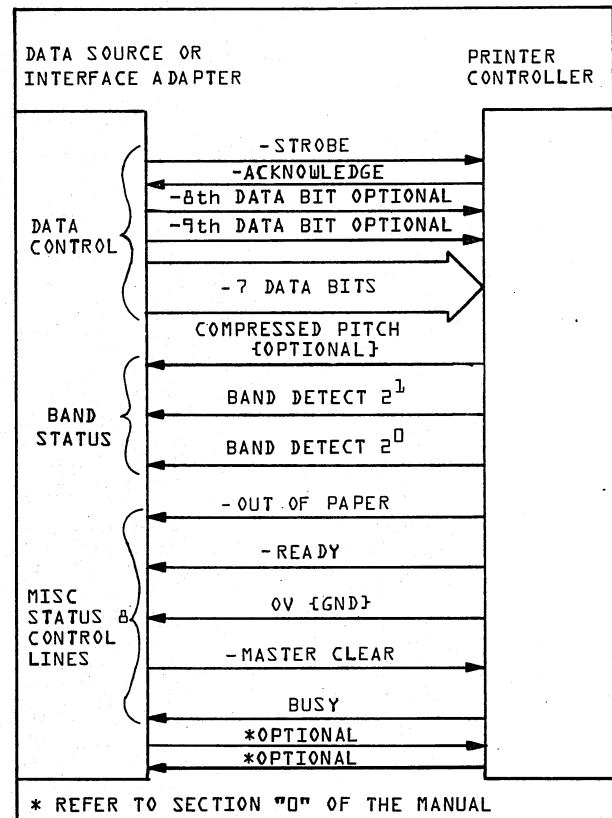 DATA SOURCE OR
INTERFACE ADAPTER
PRINTER
CONTROLLER
-STROBE
-ACKNOWLEDGE
-8th DATA BIT OPTIONAL
-9th DATA BIT OPTIONAL
DATA
CONTROL
-7 DATA BITS
COMPRESSED PITCH
{OPTIONAL}
BAND DETECT 2¹
BAND
STATUS
BAND DETECT 2⁰
-OUT OF PAPER
-READY
MISC
STATUS &
CONTROL
LINES
0V {GND}
-MASTER CLEAR
BUSY
*OPTIONAL
*OPTIONAL
* REFER TO SECTION "0" OF THE MANUAL